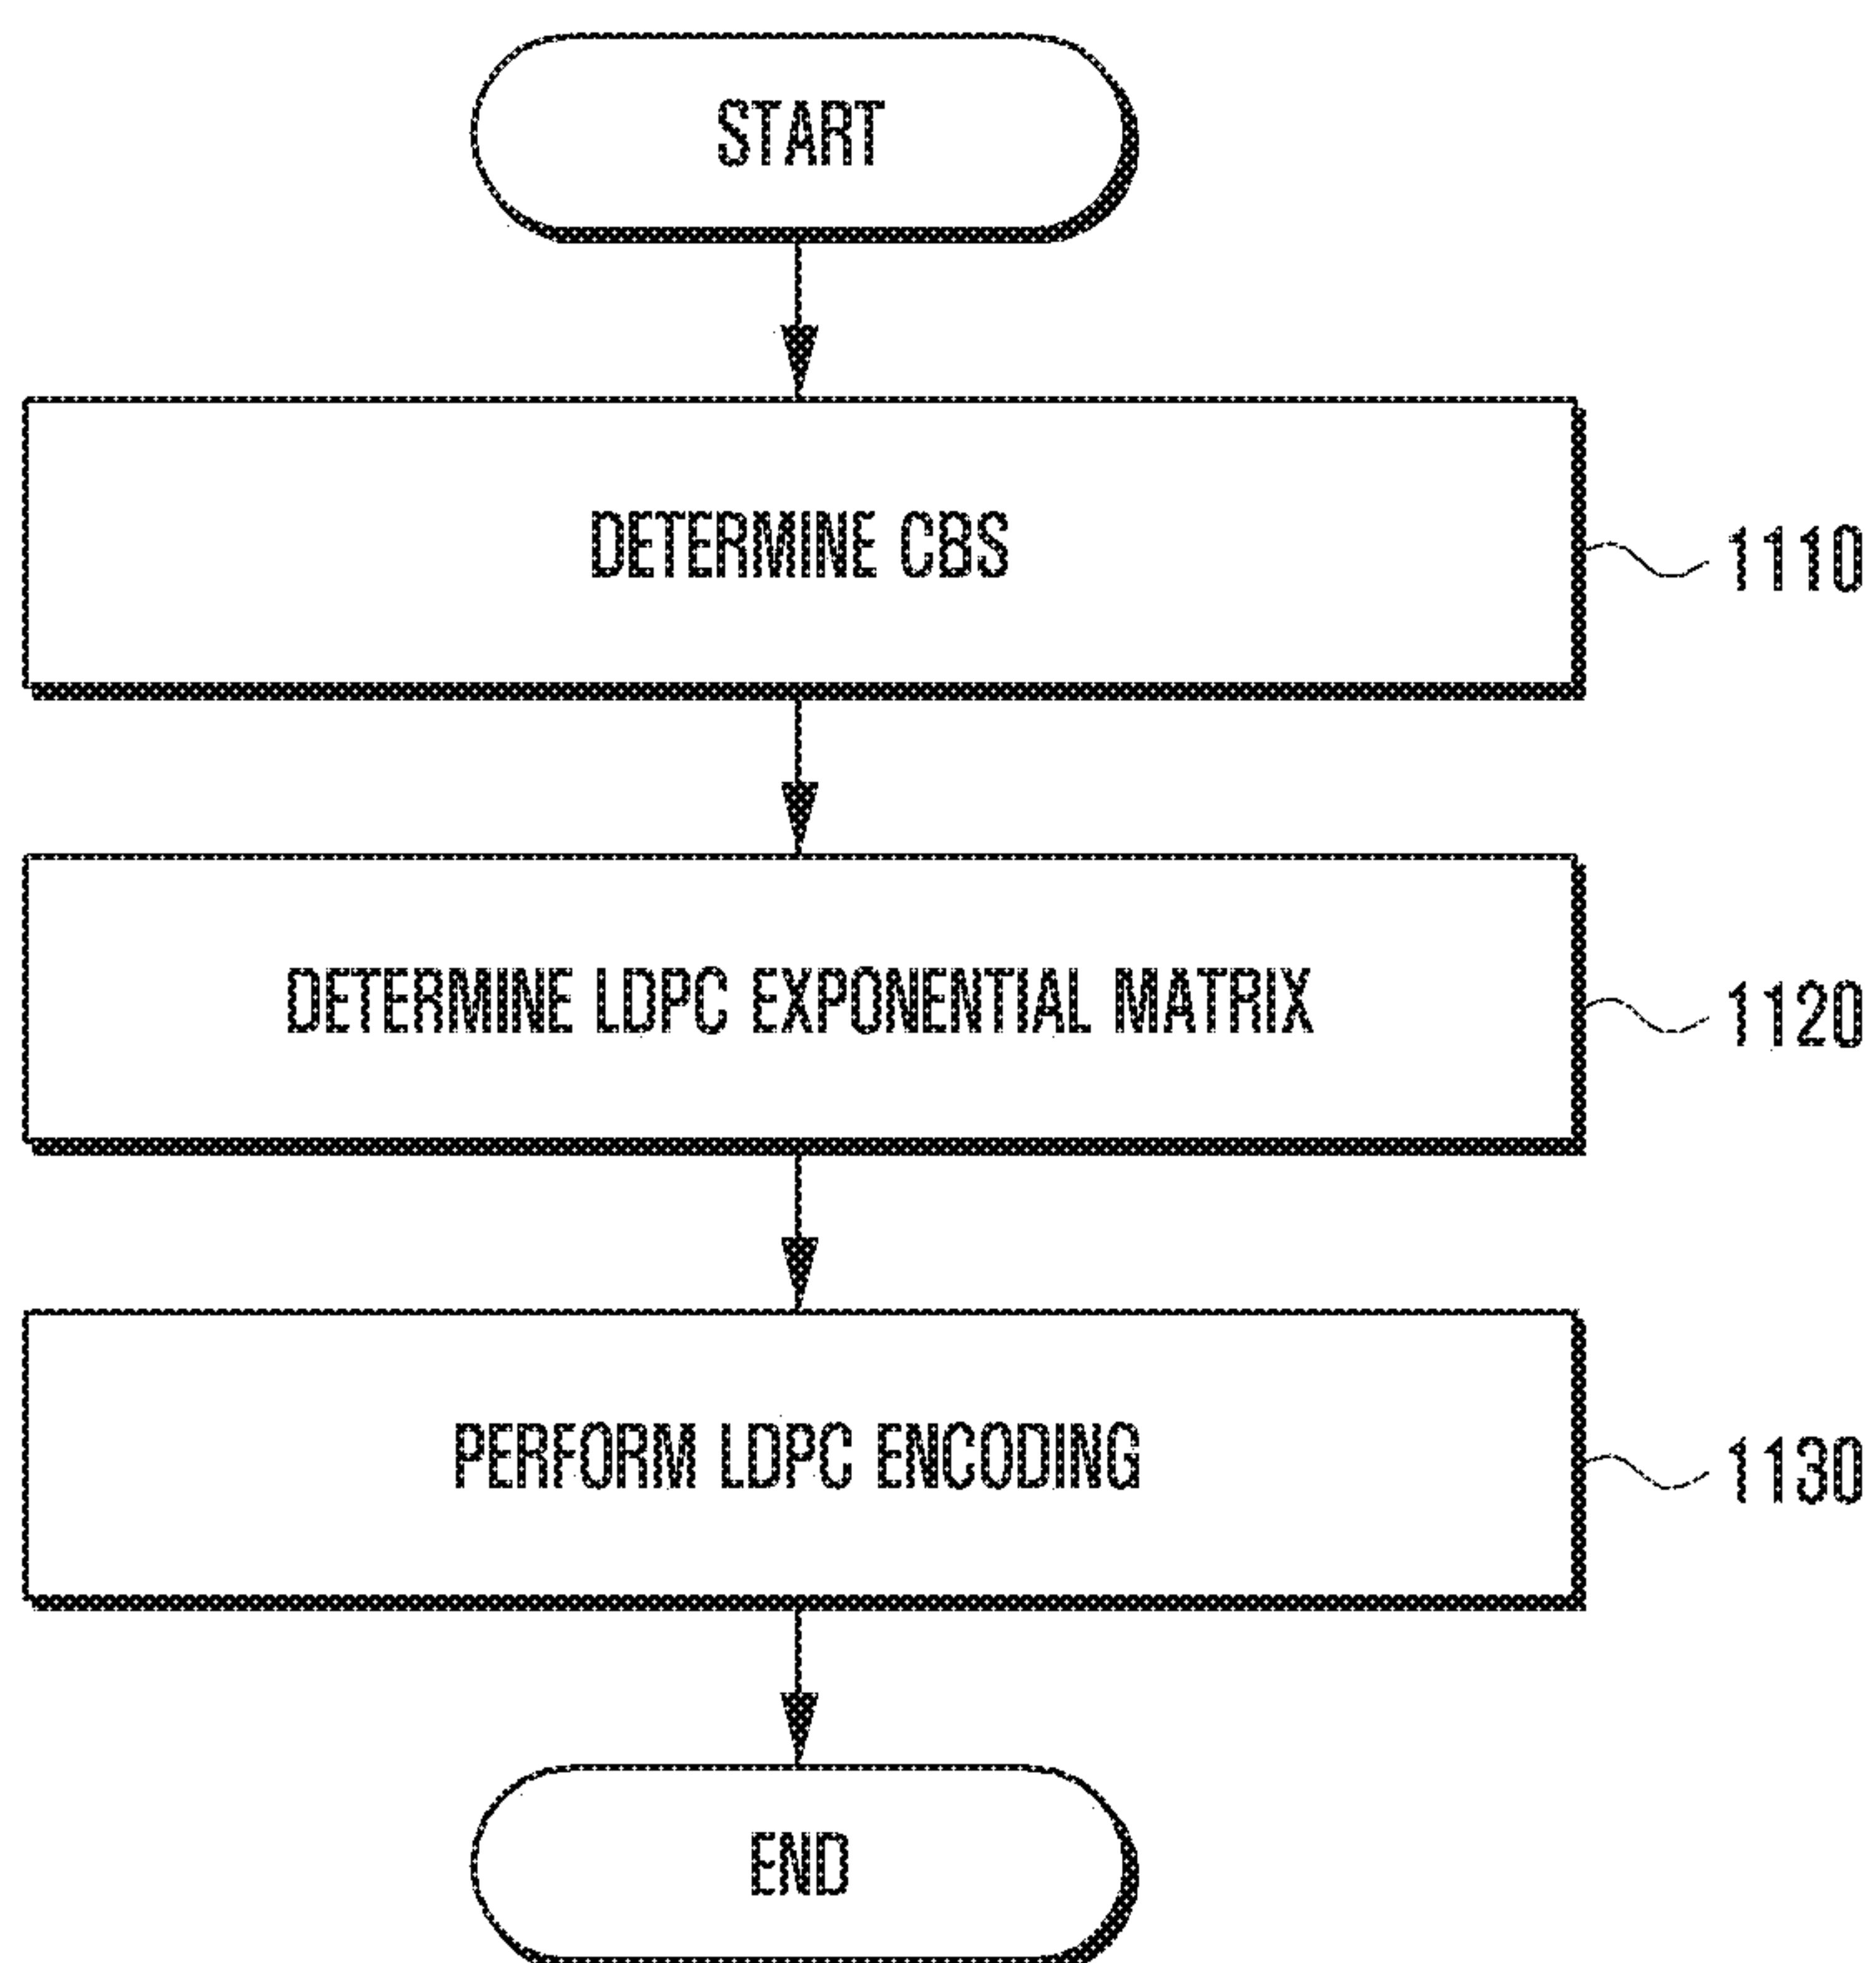 START
DETERMINE CBS
1110
DETERMINE LDPC EXPONENTIAL MATRIX
1120
PERFORM LDPC ENCODING
1130
END